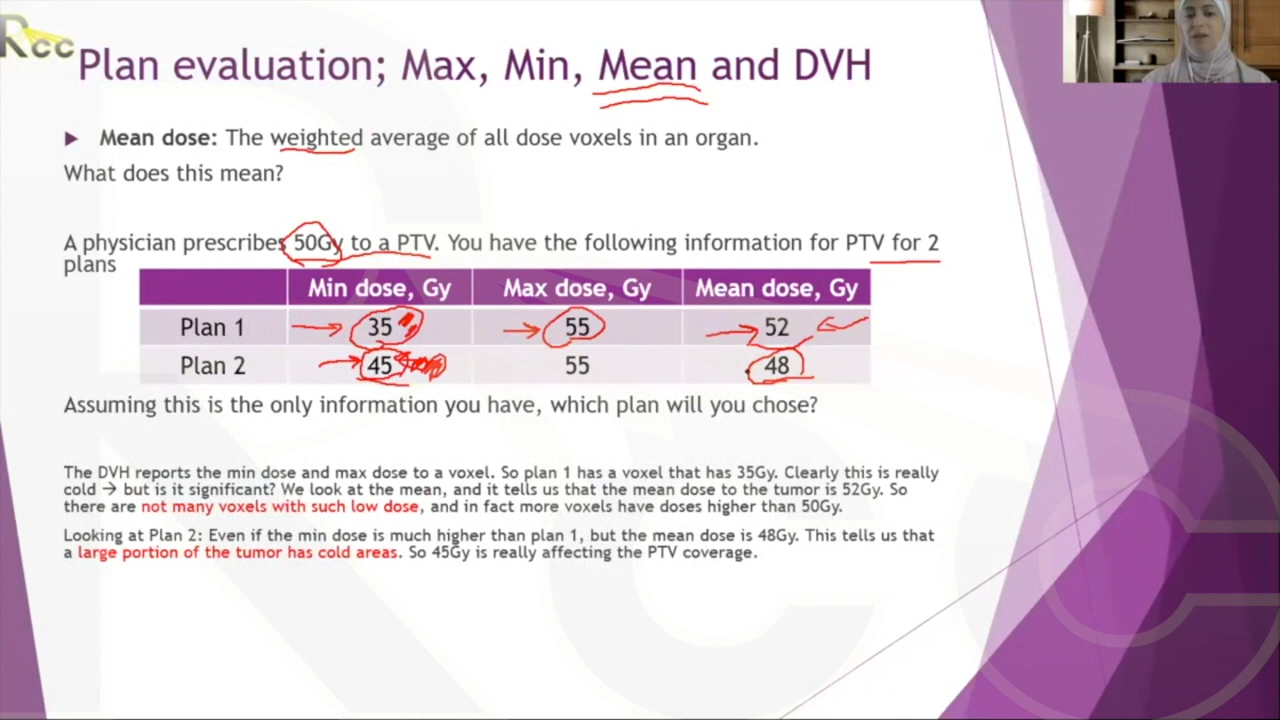 Rcc
Plan evaluation; Max, Min, Mean and DVH
Mean dose: The weighted average of all dose voxels in an organ.
What does this mean?
A physician prescribes 50Gy to a PTV. You have the following information for PTV for 2
plans
Min dose, Gy Max dose, Gy Mean dose, Gy
Plan 1 35 55 52
Plan 2 45 55 48
Assuming this is the only information you have, which plan will you chose?
The DVH reports the min dose and max dose to a voxel. So plan 1 has a voxel that has 35Gy. Clearly this is really
cold → but is it significant? We look at the mean, and it tells us that the mean dose to the tumor is 52Gy. So
there are not many voxels with such low dose, and in fact more voxels have doses higher than 50Gy.
Looking at Plan 2: Even if the min dose is much higher than plan 1, but the mean dose is 48Gy. This tells us that
a large portion of the tumor has cold areas. So 45Gy is really affecting the PTV coverage.